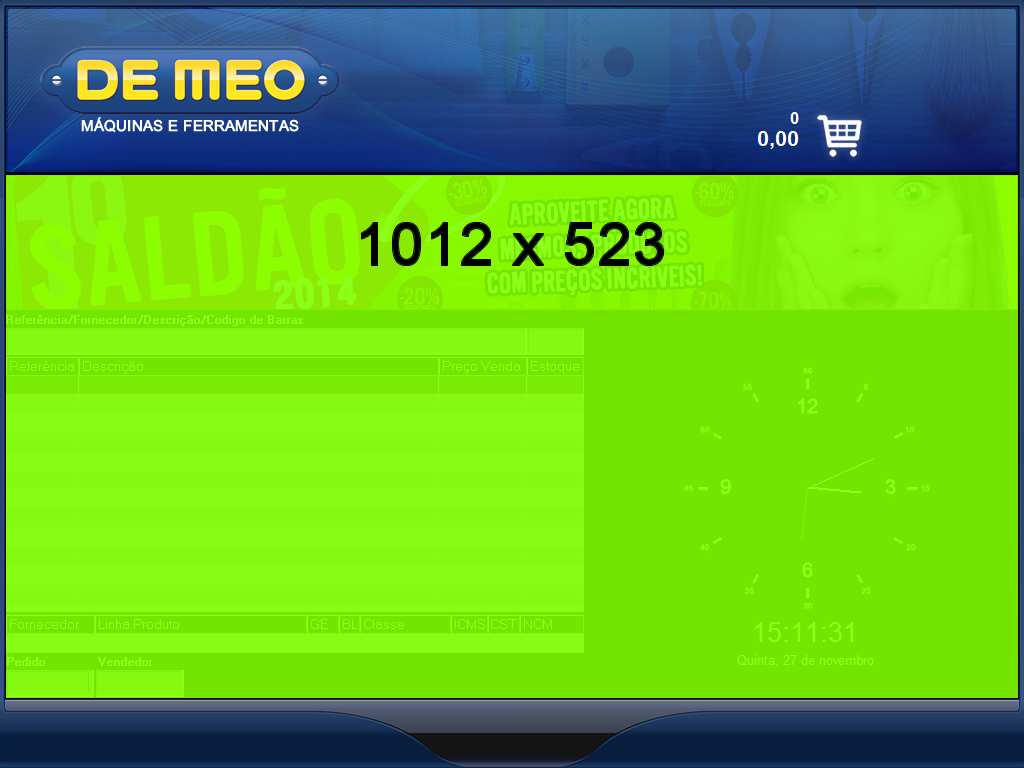 DE MEO
MÁQUINAS E FERRAMENTAS
0
0,00
10
SALDÃO
2014
-30%
-20%
APROVEITE AGORA
COM PREÇOS INCRÍVEIS!
-60%
-70%
1012 x 523
Referência/Fornecedor/Descrição/Codigo de Barras
Referência Descrição Preço Venda Estoque
60
55 5
12
50 10
45 9 3 15
40 20
6
35 25
30
Fornecedor Linha Produto GE BL Classe ICMS CST NCM
15:11:31
Quinta, 27 de novembro
Pedido Vendedor